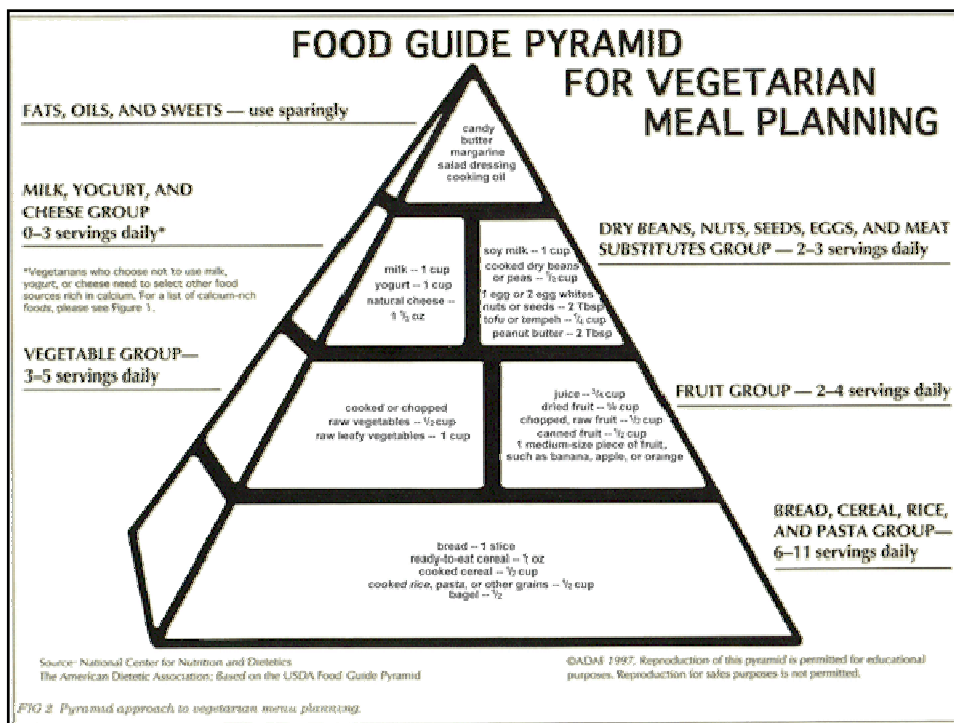 FOOD GUIDE PYRAMID
FOR VEGETARIAN
MEAL PLANNING
FATS, OILS, AND SWEETS — use sparingly
candy
butter
margarine
salad dressing
cooking oil
MILK, YOGURT, AND
CHEESE GROUP
0–3 servings daily*
*Vegetarians who choose not to use milk,
yogurt, or cheese need to select other food
sources rich in calcium. For a list of calcium-rich
foods, please see Figure 1.
milk -- 1 cup
yogurt -- 1 cup
natural cheese --
1 ½ oz
DRY BEANS, NUTS, SEEDS, EGGS, AND MEAT
SUBSTITUTES GROUP — 2–3 servings daily
soy milk -- 1 cup
cooked dry beans
or peas -- ½ cup
1 egg or 2 egg whites
nuts or seeds -- 2 Tbsp
tofu or tempeh -- ¼ cup
peanut butter -- 2 Tbsp
VEGETABLE GROUP—
3–5 servings daily
cooked or chopped
raw vegetables -- ½ cup
raw leafy vegetables -- 1 cup
FRUIT GROUP — 2–4 servings daily
juice -- ¾ cup
dried fruit -- cup
chopped, raw fruit -- ½ cup
canned fruit -- ½ cup
1 medium-size piece of fruit,
such as banana, apple, or orange
BREAD, CEREAL, RICE,
AND PASTA GROUP—
6–11 servings daily
bread -- 1 slice
ready-to-eat cereal -- 1 oz
cooked cereal -- ½ cup
cooked rice, pasta, or other grains -- ½ cup
bagel -- ½
Source: National Center for Nutrition and Dietetics
The American Dietetic Association; Based on the USDA Food Guide Pyramid
©ADAF 1997. Reproduction of this pyramid is permitted for educational
purposes. Reproduction for sales purposes is not permitted.
FIG 2. Pyramid approach to vegetarian menu planning.